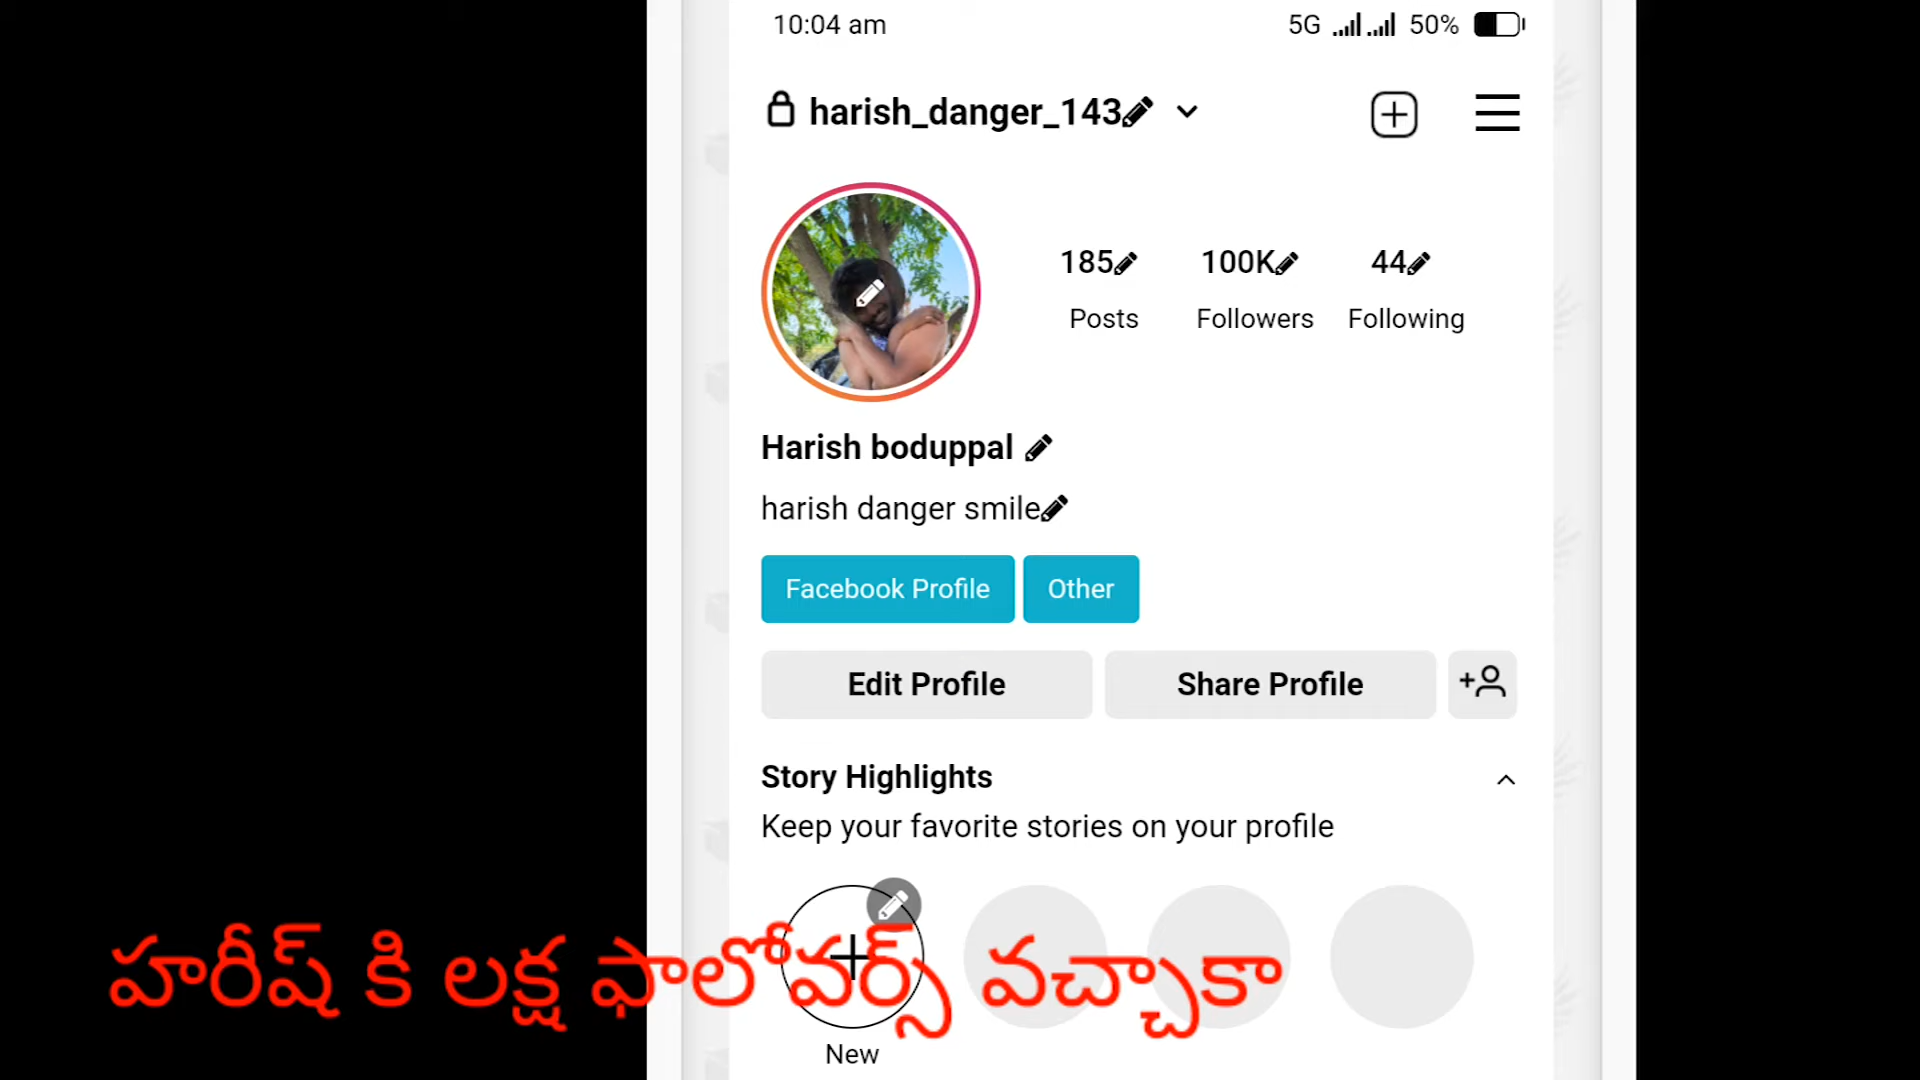 10:04 am 5G 50%
harish_danger_143
185 100K 44
Posts Followers Following
Harish boduppal
harish danger smile
Facebook Profile Other
Edit Profile Share Profile
Story Highlights
Keep your favorite stories on your profile
హరీష్ కి లక్ష ఫాలోవర్స్ వచ్చాకా
New